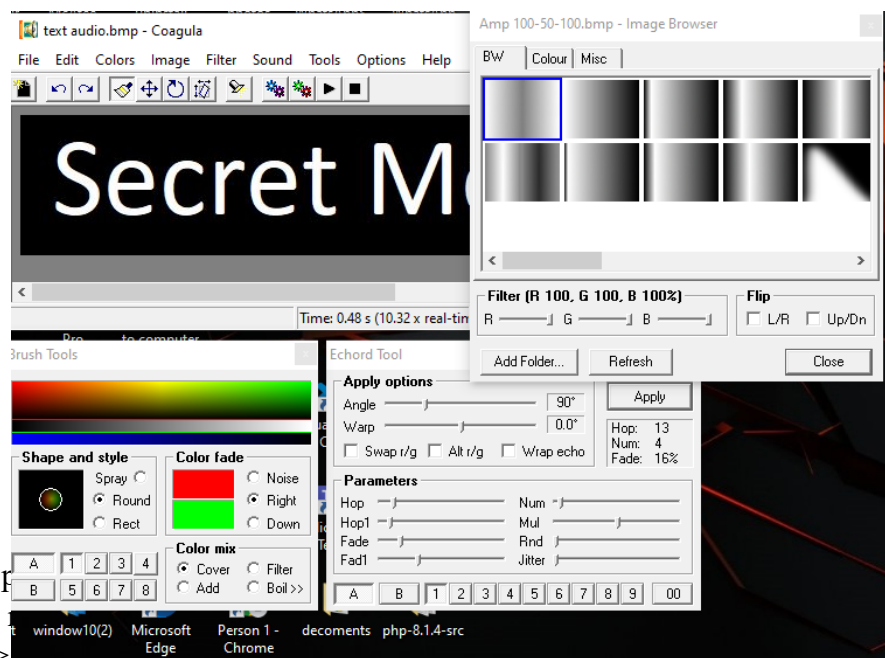 text audio.bmp - Coagula
File Edit Colors Image Filter Sound Tools Options Help
Secret M
Time: 0.48 s (10.32 x real-tim
Amp 100-50-100.bmp - Image Browser
BW Colour Misc
Filter (R 100, G 100, B 100%)
R G B
Flip
L/R Up/Dn
Add Folder... Refresh Close
Pro to computer
Brush Tools
Shape and style
Spray
Round
Rect
Color fade
Noise
Right
Down
Color mix
Cover Filter
Add Boil >>
A 1 2 3 4
B 5 6 7 8
Echord Tool
Apply options
Angle 90°
Warp 0.0°
Swap r/g Alt r/g Wrap echo
Apply
Hop: 13
Num: 4
Fade: 16%
Parameters
Hop Num
Hop1 Mul
Fade Rnd
Fad1 Jitter
A B 1 2 3 4 5 6 7 8 9 00
window10(2) Microsoft Edge Person 1 - Chrome decoments php-8.1.4-src